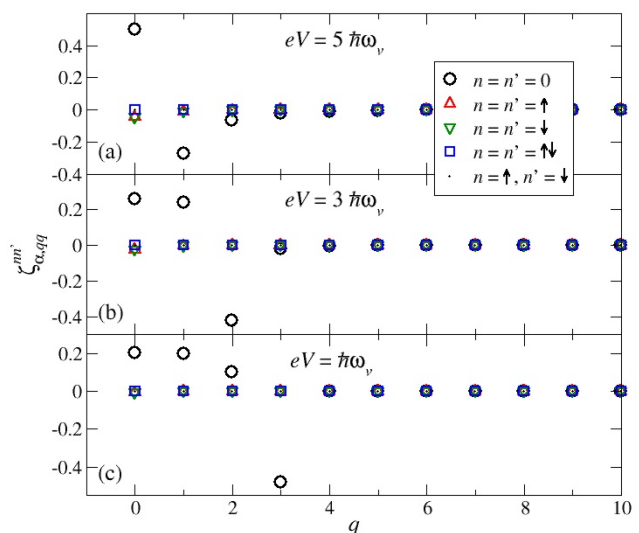 0.4
0.2
0
-0.2
-0.4
eV = 5 ħω_v
(a)
n = n' = 0
n = n' = ↑
n = n' = ↓
n = n' = ↑↓
n = ↑, n' = ↓
0.2
0
-0.2
-0.4
eV = 3 ħω_v
(b)
ζ^{nn'}_{α,qq}
0.2
0
-0.2
-0.4
eV = ħω_v
(c)
0 2 4 6 8 10
q